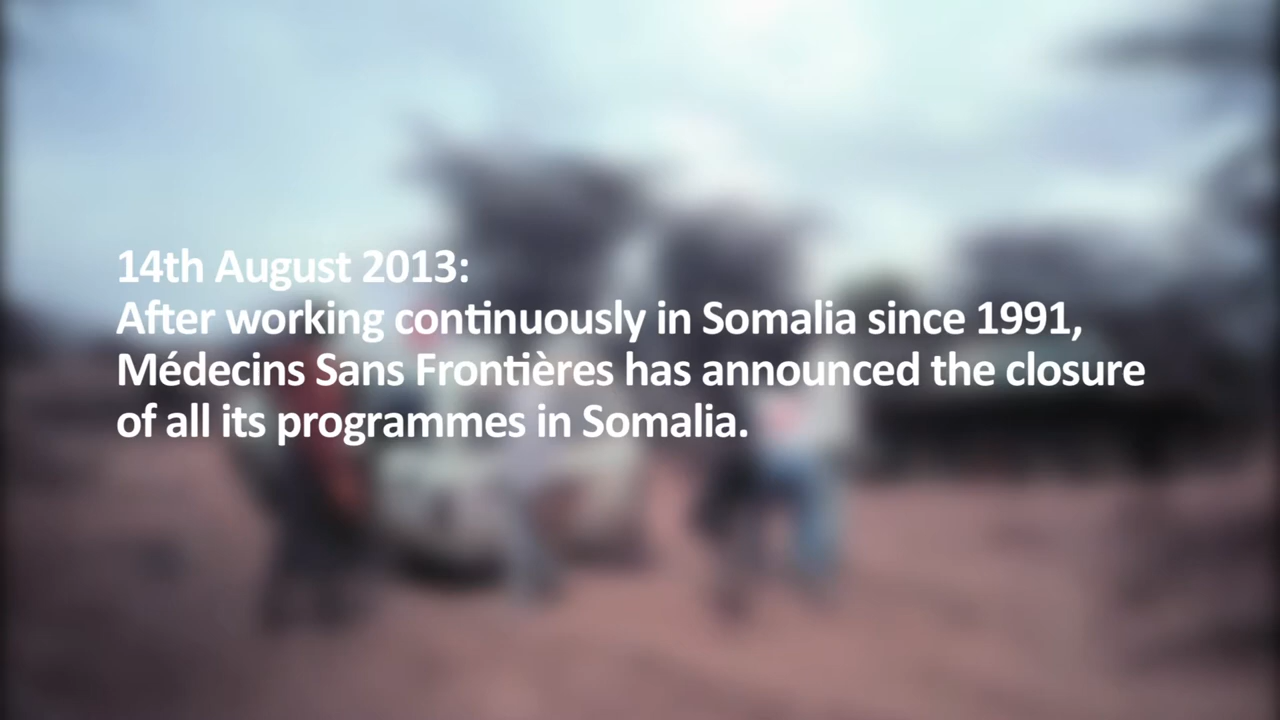 14th August 2013:
After working continuously in Somalia since 1991,
Médecins Sans Frontières has announced the closure
of all its programmes in Somalia.